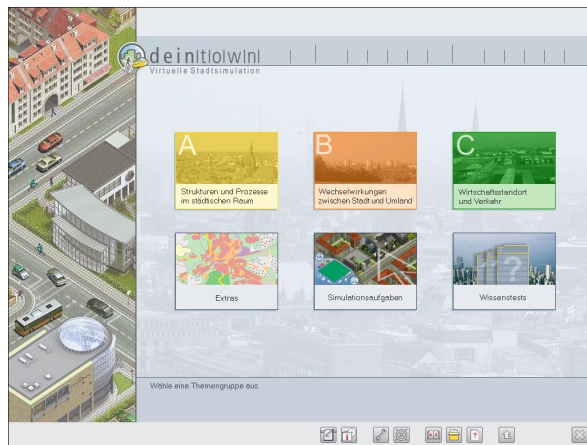 dein|t|o|w|n|
Virtuelle Stadtsimulation
A
Strukturen und Prozesse
im städtischen Raum
B
Wechselwirkungen
zwischen Stadt und Umland
C
Wirtschaftsstandort
und Verkehr
Extras
Simulationsaufgaben
?
Wissenstests
Wähle eine Themengruppe aus.